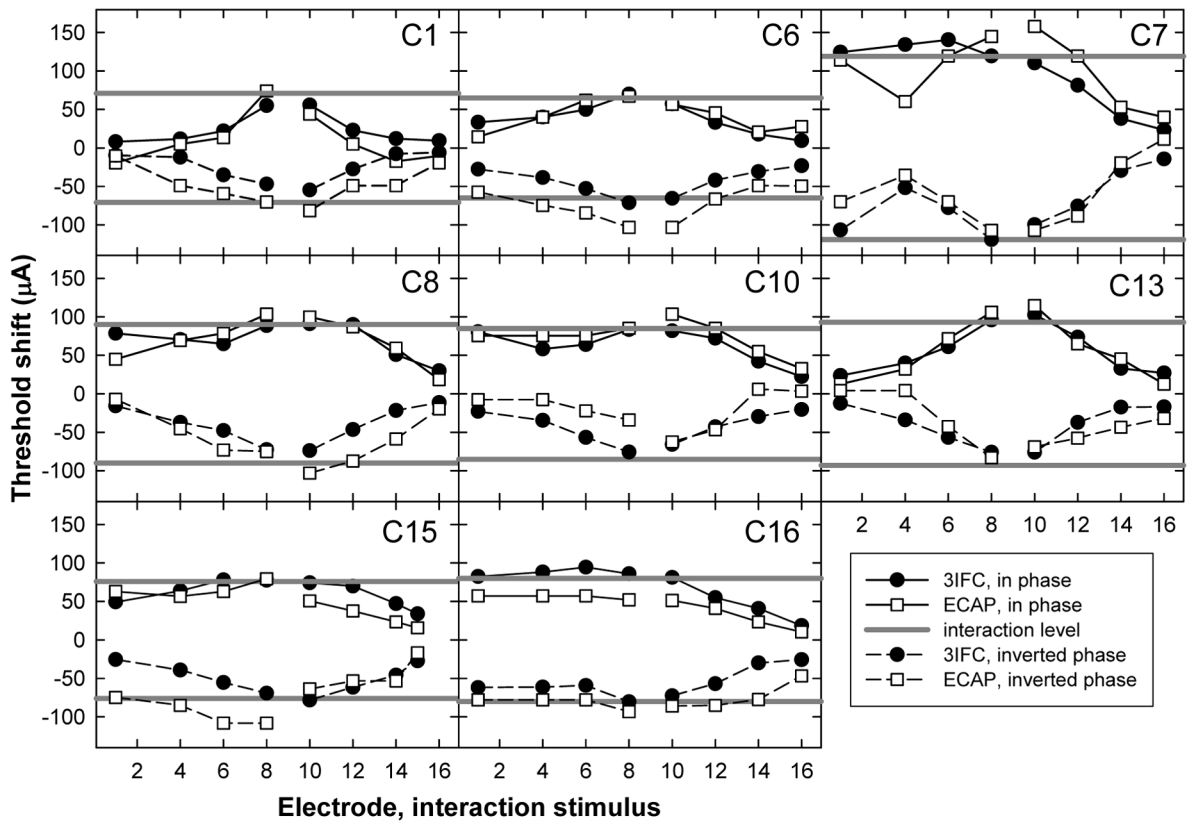 150
100
50
0
-50
-100
C1
C6
C7
Threshold shift (μA)
150
100
50
0
-50
-100
C8
C10
C13
2 4 6 8 10 12 14 16
150
100
50
0
-50
-100
C15
C16
2 4 6 8 10 12 14 16
2 4 6 8 10 12 14 16
3IFC, in phase
ECAP, in phase
interaction level
3IFC, inverted phase
ECAP, inverted phase
Electrode, interaction stimulus